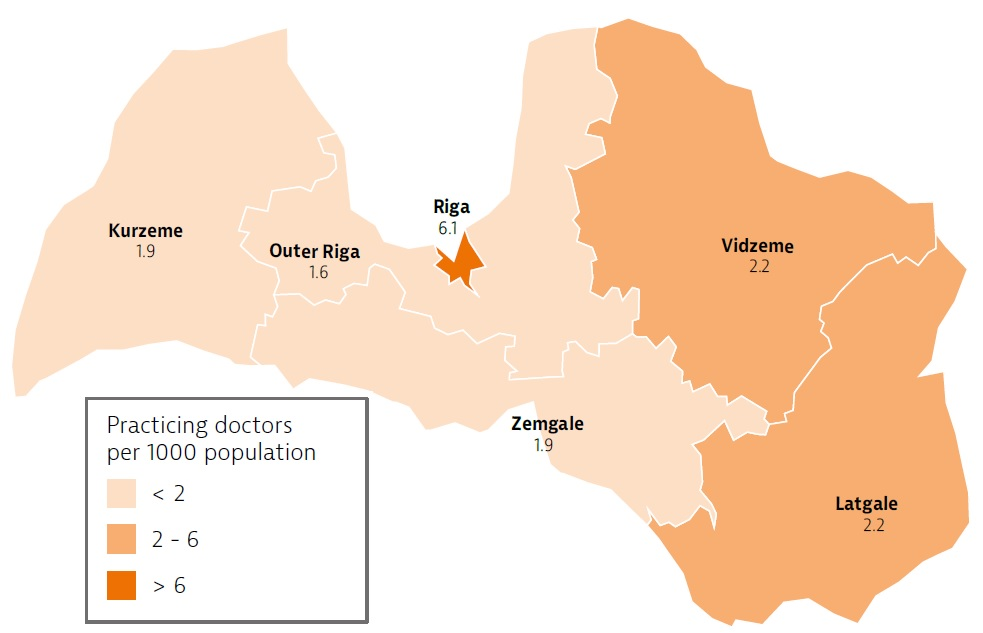 Riga
6.1
Kurzeme
1.9
Outer Riga
1.6
Vidzeme
2.2
Zemgale
1.9
Latgale
2.2
Practicing doctors
per 1000 population
< 2
2 - 6
> 6